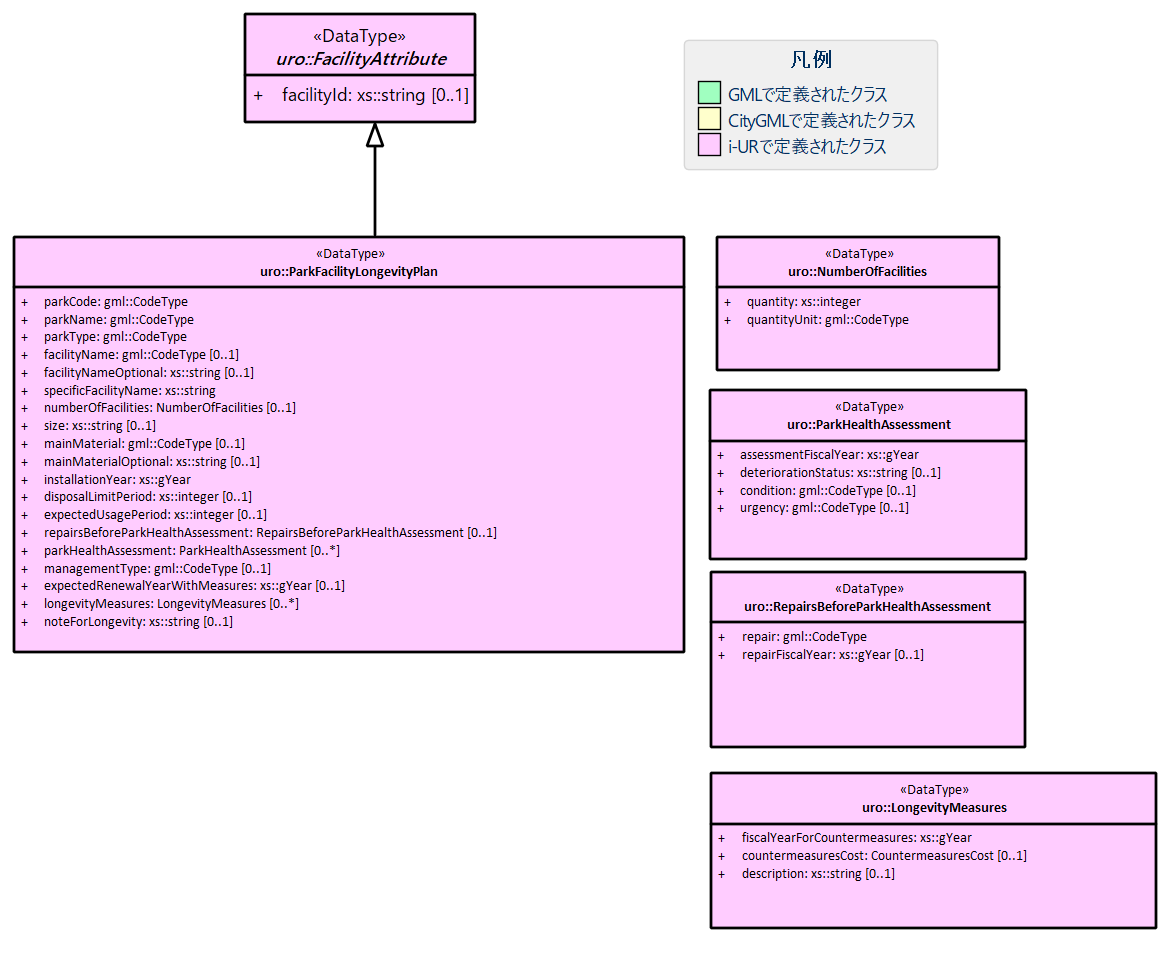 «DataType»
uro::FacilityAttribute
+ facilityId: xs::string [0..1]
凡例
GMLで定義されたクラス
CityGMLで定義されたクラス
i-URで定義されたクラス
«DataType»
uro::ParkFacilityLongevityPlan
+ parkCode: gml::CodeType
+ parkName: gml::CodeType
+ parkType: gml::CodeType
+ facilityName: gml::CodeType [0..1]
+ facilityNameOptional: xs::string [0..1]
+ specificFacilityName: xs::string
+ numberOfFacilities: NumberOfFacilities [0..1]
+ size: xs::string [0..1]
+ mainMaterial: gml::CodeType [0..1]
+ mainMaterialOptional: xs::string [0..1]
+ installationYear: xs::gYear
+ disposalLimitPeriod: xs::integer [0..1]
+ expectedUsagePeriod: xs::integer [0..1]
+ repairsBeforeParkHealthAssessment: RepairsBeforeParkHealthAssessment [0..1]
+ parkHealthAssessment: ParkHealthAssessment [0..*]
+ managementType: gml::CodeType [0..1]
+ expectedRenewalYearWithMeasures: xs::gYear [0..1]
+ longevityMeasures: LongevityMeasures [0..*]
+ noteForLongevity: xs::string [0..1]
«DataType»
uro::NumberOfFacilities
+ quantity: xs::integer
+ quantityUnit: gml::CodeType
«DataType»
uro::ParkHealthAssessment
+ assessmentFiscalYear: xs::gYear
+ deteriorationStatus: xs::string [0..1]
+ condition: gml::CodeType [0..1]
+ urgency: gml::CodeType [0..1]
«DataType»
uro::RepairsBeforeParkHealthAssessment
+ repair: gml::CodeType
+ repairFiscalYear: xs::gYear [0..1]
«DataType»
uro::LongevityMeasures
+ fiscalYearForCountermeasures: xs::gYear
+ countermeasuresCost: CountermeasuresCost [0..1]
+ description: xs::string [0..1]